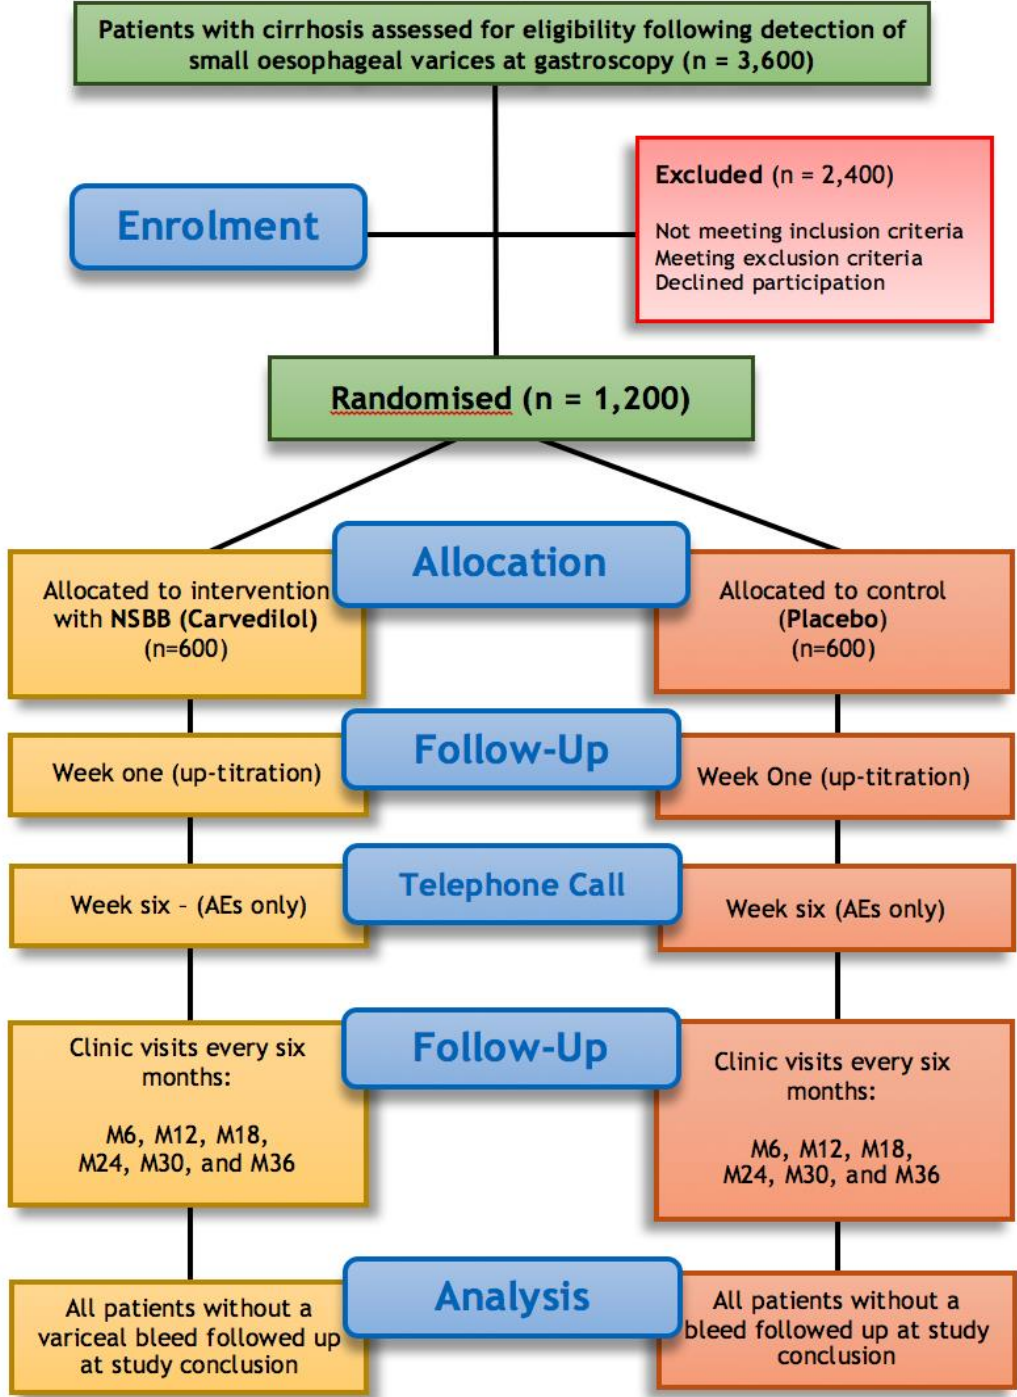 Patients with cirrhosis assessed for eligibility following detection of
small oesophageal varices at gastroscopy (n = 3,600)
Excluded (n = 2,400)
Enrolment
Not meeting inclusion criteria
Meeting exclusion criteria
Declined participation
Randomised (n = 1,200)
Allocation
Allocated to intervention
with NSBB (Carvedilol)
(n=600)
Allocated to control
(Placebo)
(n=600)
Follow-Up
Week one (up-titration)
Week One (up-titration)
Telephone Call
Week six – (AEs only)
Week six (AEs only)
Follow-Up
Clinic visits every six
months:
M6, M12, M18,
M24, M30, and M36
Clinic visits every six
months:
M6, M12, M18,
M24, M30, and M36
Analysis
All patients without a
variceal bleed followed up
at study conclusion
All patients without a
bleed followed up at study
conclusion